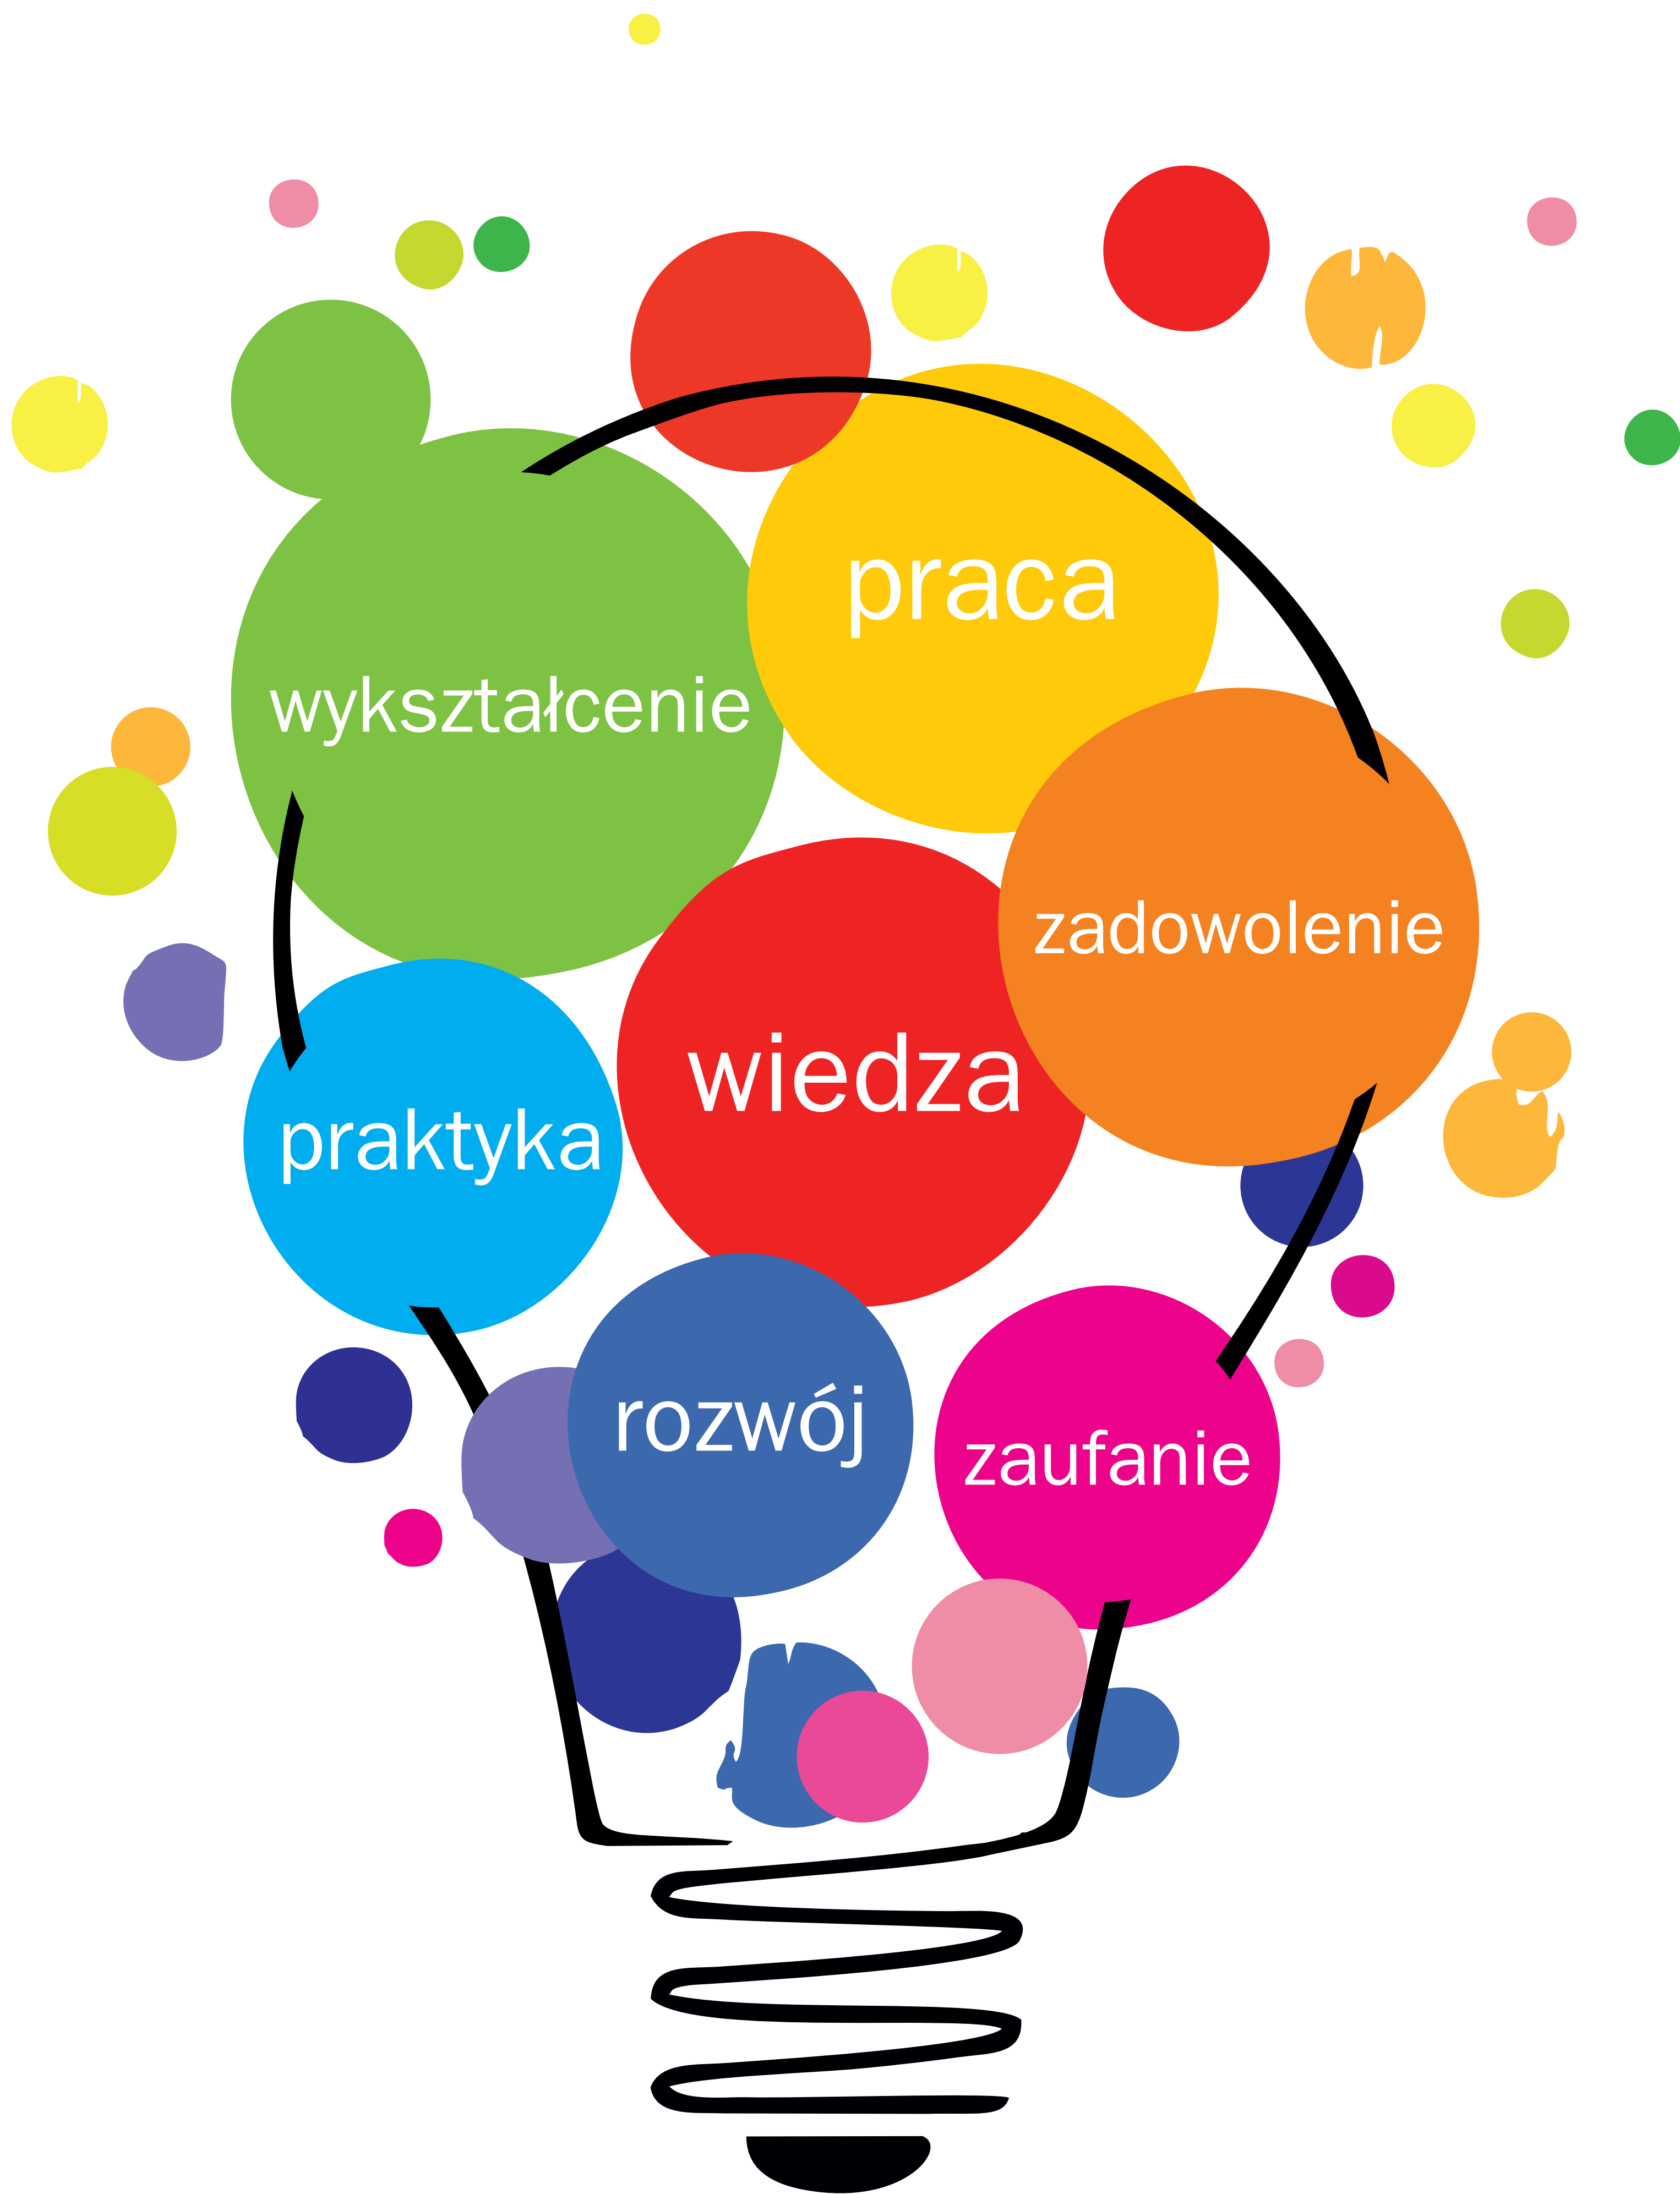 praca
wykształcenie
zadowolenie
wiedza
praktyka
rozwój
zaufanie